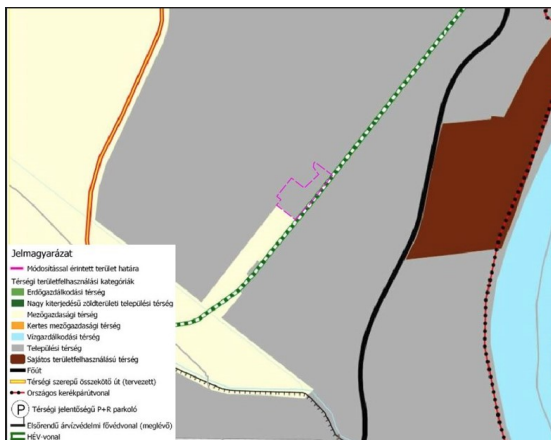 Jelmagyarázat
Módosítással érintett terület határa
Térségi területfelhasználási kategóriák
Erdőgazdálkodási térség
Nagy kiterjedésű zöldterületi települési térség
Mezőgazdasági térség
Kertes mezőgazdasági térség
Vízgazdálkodási térség
Települési térség
Sajátos területfelhasználású térség
Főút
Térségi szerepű összekötő út (tervezett)
Országos kerékpárútvonal
P Térségi jelentőségű P+R parkoló
Elsőrendű árvízvédelmi fővédvonal (meglévő)
HÉV-vonal